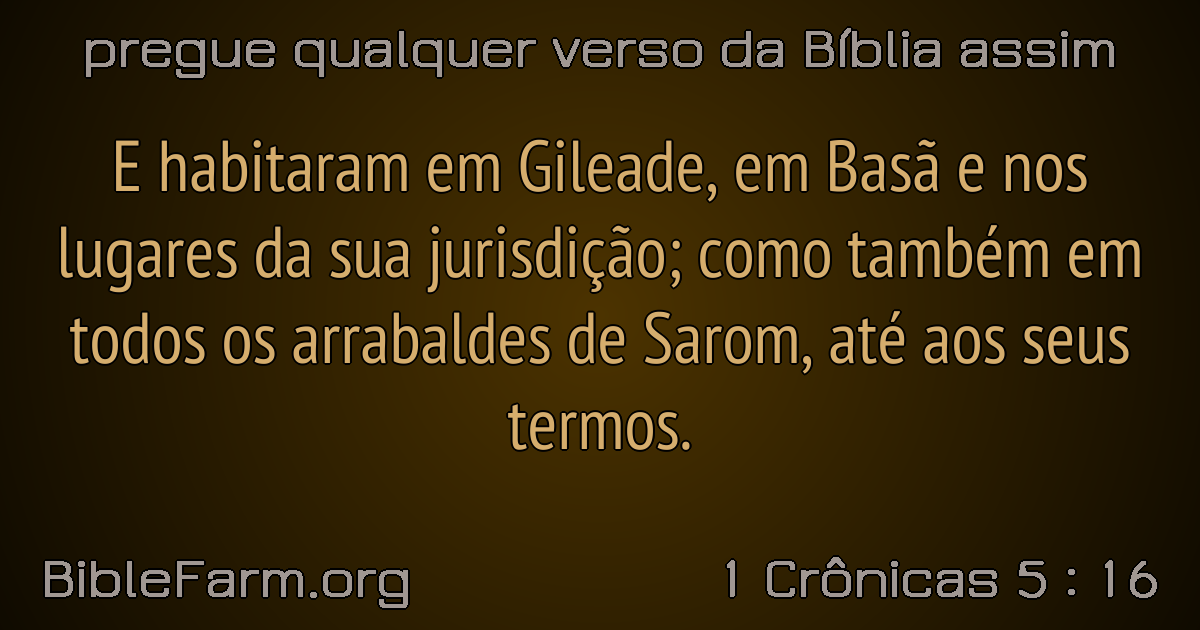 pregue qualquer verso da Bíblia assim
E habitaram em Gileade, em Basã e nos
lugares da sua jurisdição; como também em
todos os arrabaldes de Sarom, até aos seus
termos.
BibleFarm.org
1 Crônicas 5 : 16